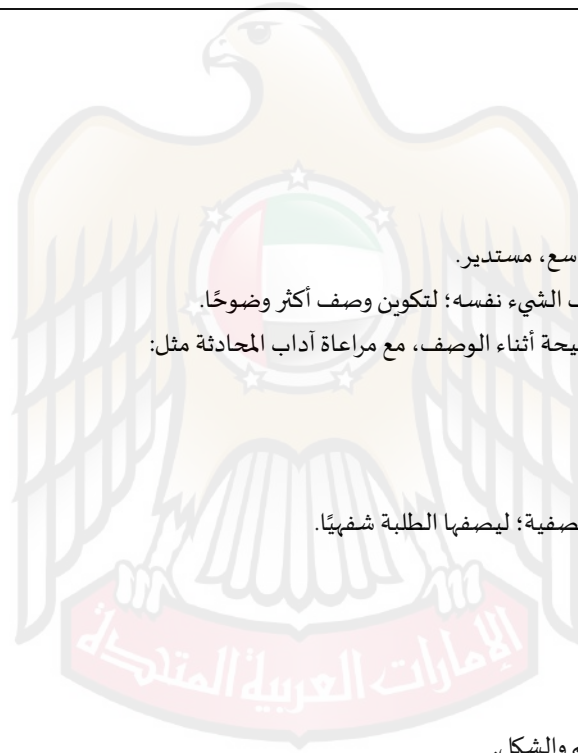 سع، مستدير.
الشيء نفسه؛ لتكوين وصف أكثر وضوحًا.
يحة أثناء الوصف، مع مراعاة آداب المحادثة مثل:
صفية؛ ليصفها الطلبة شفهيًا.
الإمارات العربية المتحدة
والشكل.